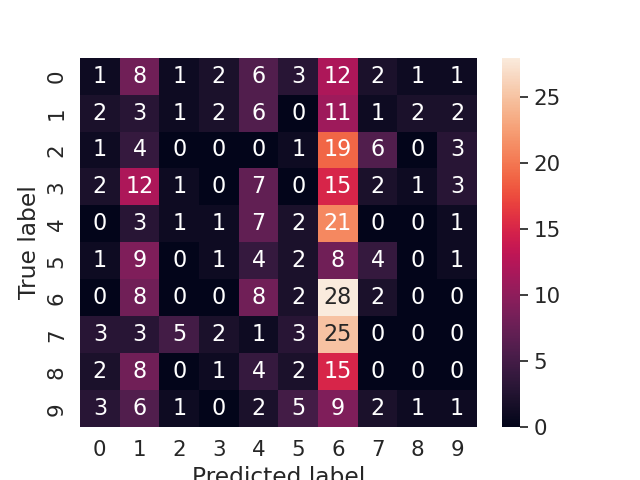 0 1 8 1 2 6 3 12 2 1 1
1 2 3 1 2 6 0 11 1 2 2
2 1 4 0 0 0 1 19 6 0 3
3 2 12 1 0 7 0 15 2 1 3
4 0 3 1 1 7 2 21 0 0 1
5 1 9 0 1 4 2 8 4 0 1
6 0 8 0 0 8 2 28 2 0 0
7 3 3 5 2 1 3 25 0 0 0
8 2 8 0 1 4 2 15 0 0 0
9 3 6 1 0 2 5 9 2 1 1
0 1 2 3 4 5 6 7 8 9
True label
Predicted label
25
20
15
10
5
0